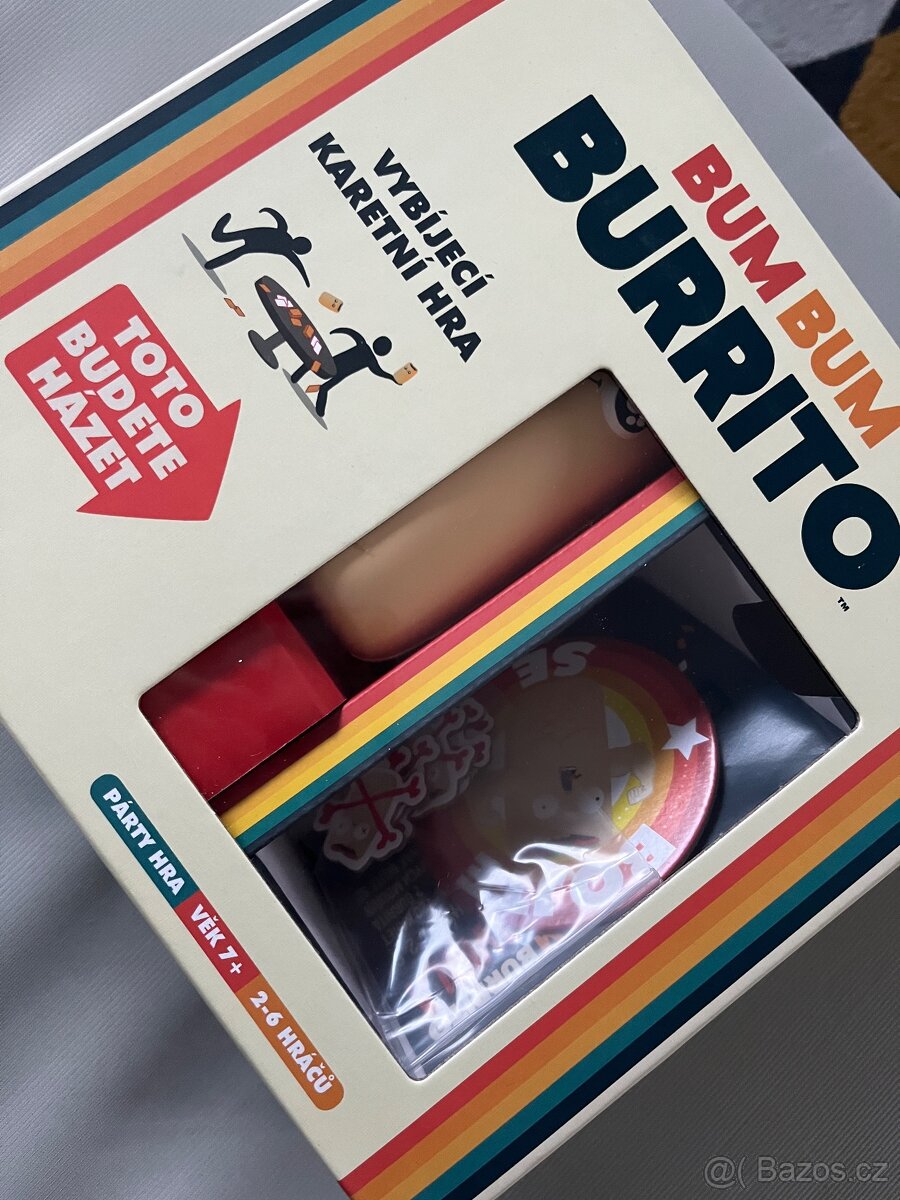 BUM BUM
BURRITO
™
VYBÍJECÍ
KARETNÍ HRA
TOTO
BUDETE
HÁZET
SE
PÁRTY HRA
VĚK 7+
2-6 HRÁČŮ
@( Bazos.cz